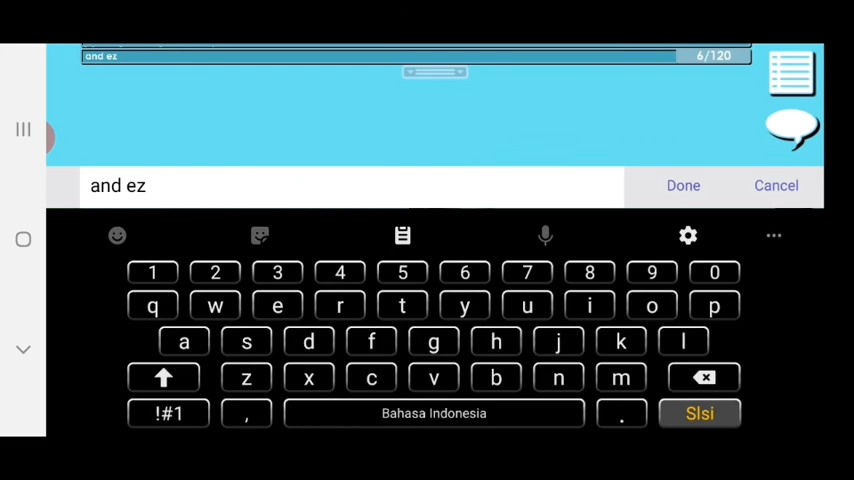 and ez 6/120
and ez Done Cancel
1 2 3 4 5 6 7 8 9 0
q w e r t y u i o p
a s d f g h j k l
z x c v b n m
!#1 , Bahasa Indonesia . Slsi